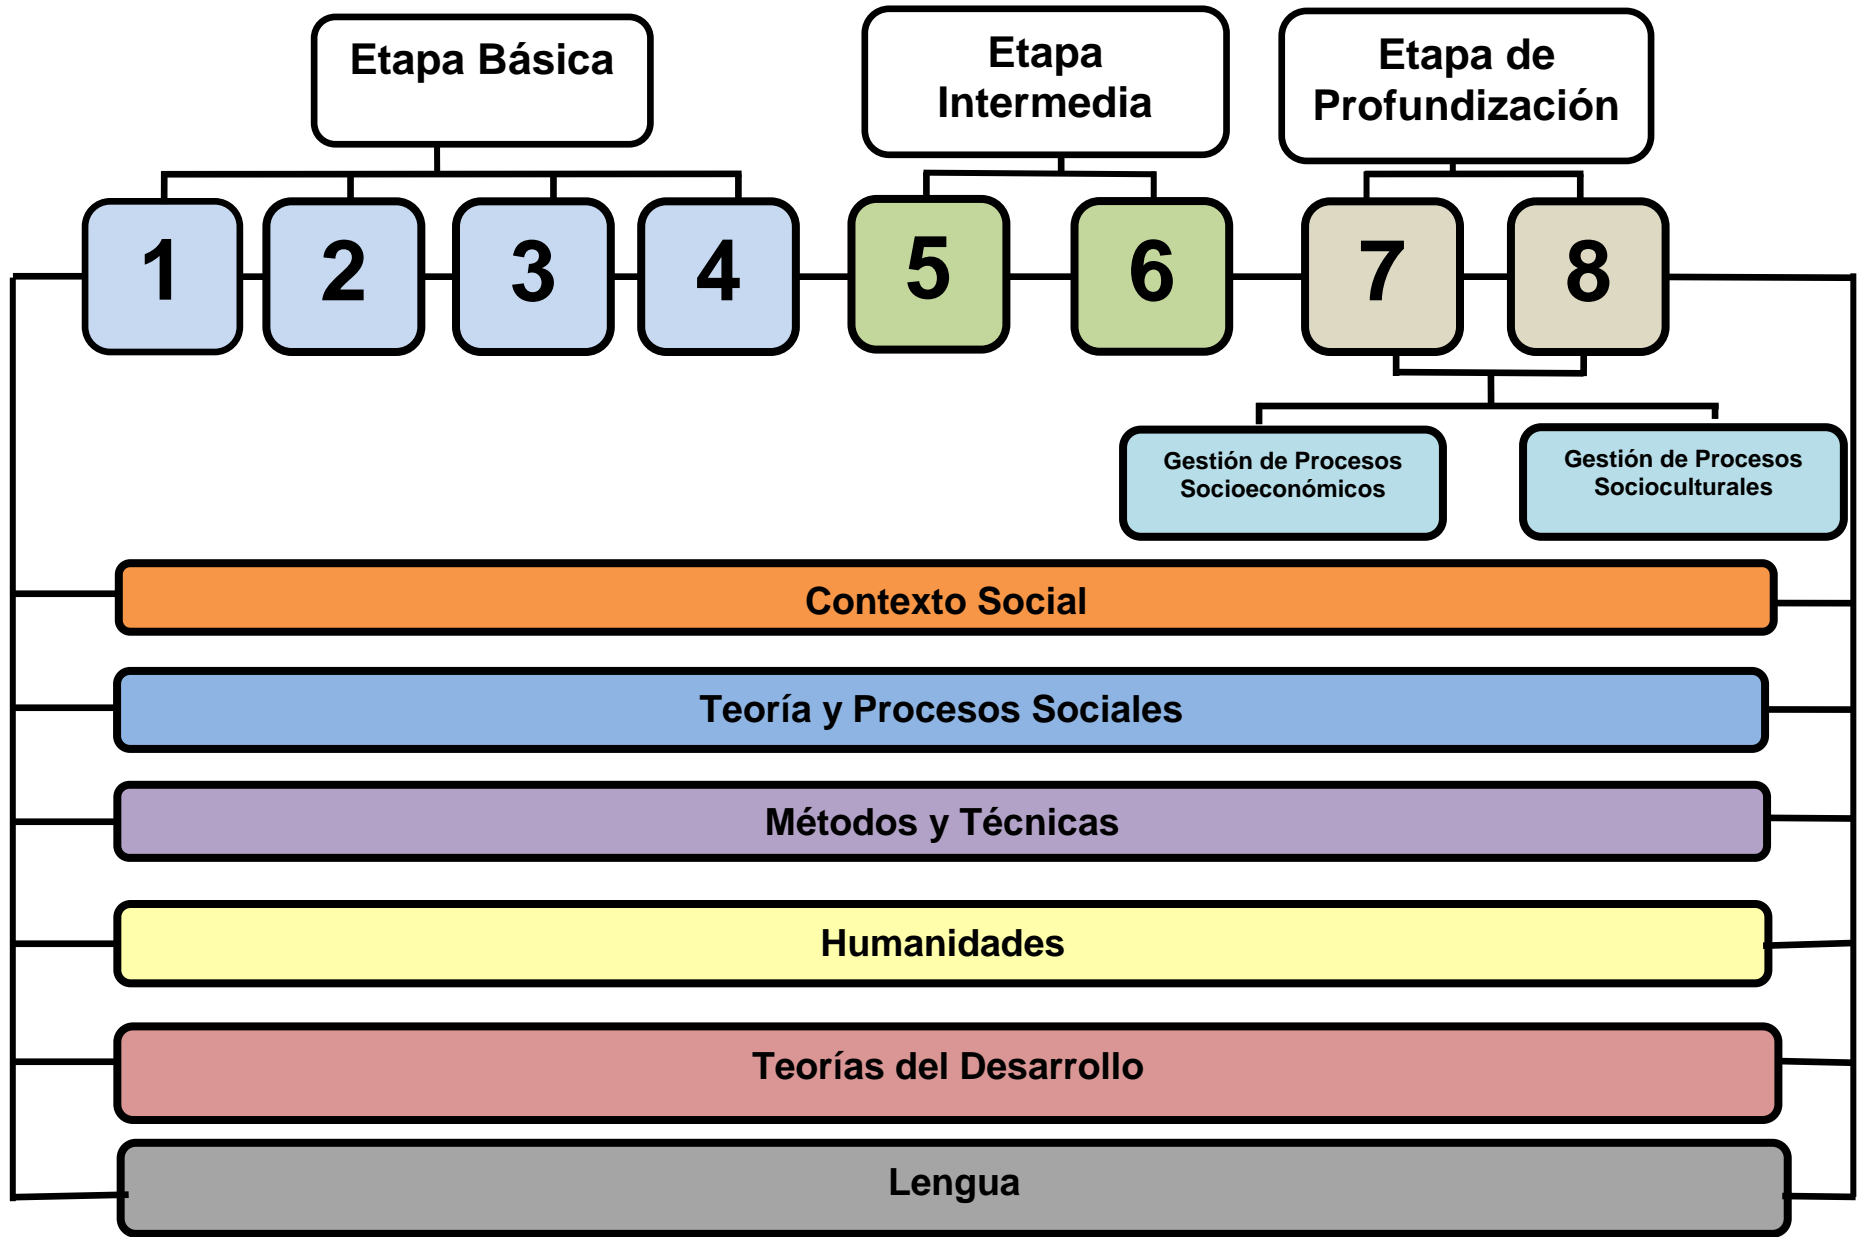 Etapa Básica
Etapa
Intermedia
Etapa de
Profundización
1 2 3 4 5 6 7 8
Gestión de Procesos
Socioeconómicos
Gestión de Procesos
Socioculturales
Contexto Social
Teoría y Procesos Sociales
Métodos y Técnicas
Humanidades
Teorías del Desarrollo
Lengua